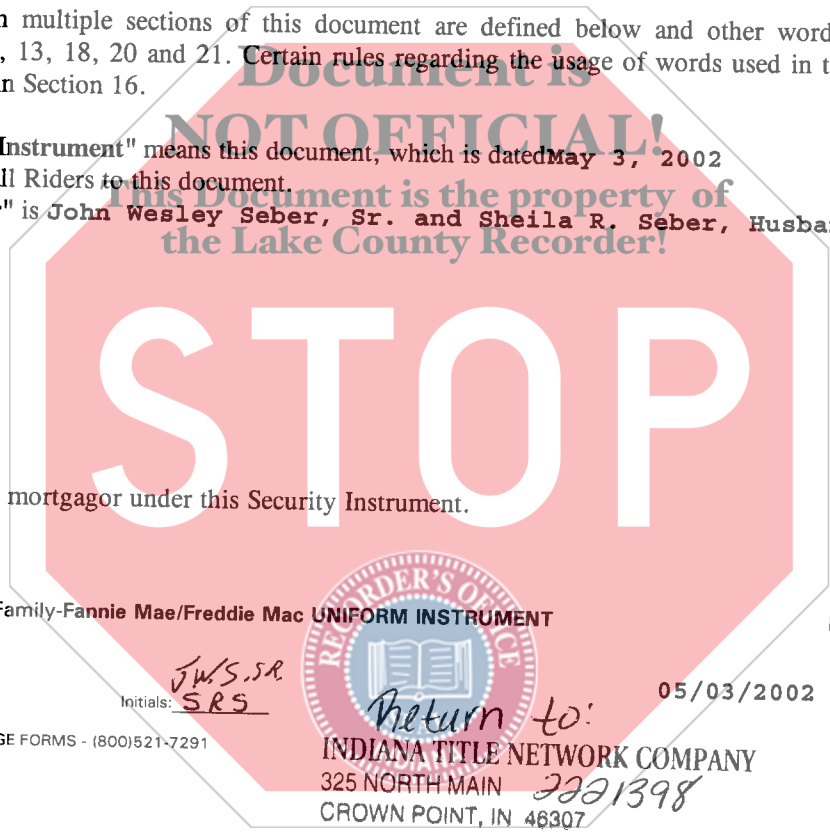 multiple sections of this document are defined below and other word
, 13, 18, 20 and 21. Certain rules regarding the usage of words used in
n Section 16.
Document is
NOT OFFICIAL!
Instrument" means this document, which is dated May 3, 2002
ll Riders to this document.
This Document is the property of
" is John Wesley Seber, Sr. and Sheila R. Seber, Husba
the Lake County Recorder!
STOP
mortgagor under this Security Instrument.
Family-Fannie Mae/Freddie Mac UNIFORM INSTRUMENT
RECORDER'S OFFICE
J.W.S.SR.
Initials: SRS
05/03/2002
Return to:
GE FORMS - (800)521-7291
INDIANA TITLE NETWORK COMPANY
325 NORTH MAIN 2221398
CROWN POINT, IN 46307